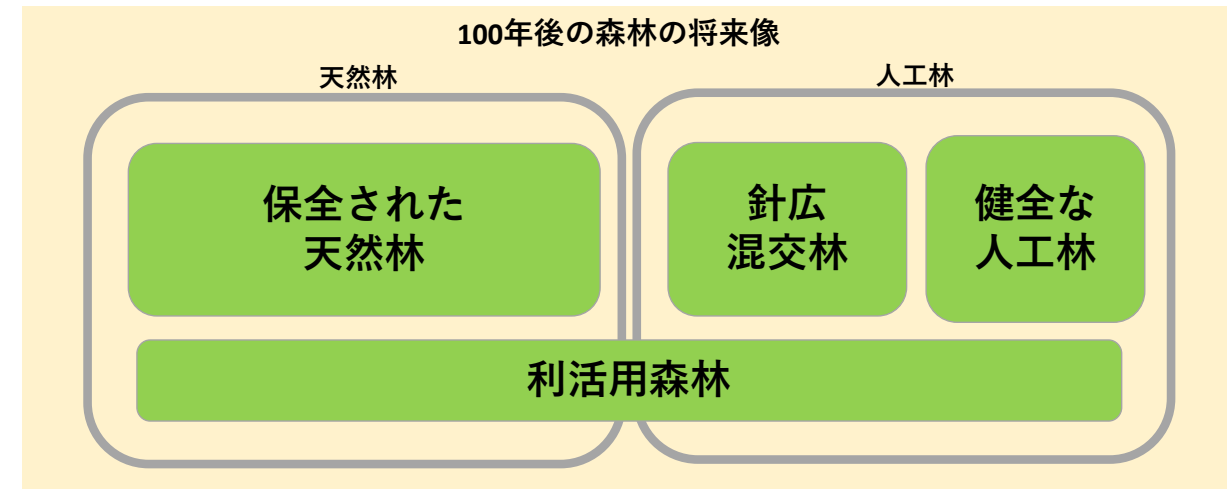 100年後の森林の将来像
天然林
人工林
保全された
天然林
針広
混交林
健全な
人工林
利活用森林